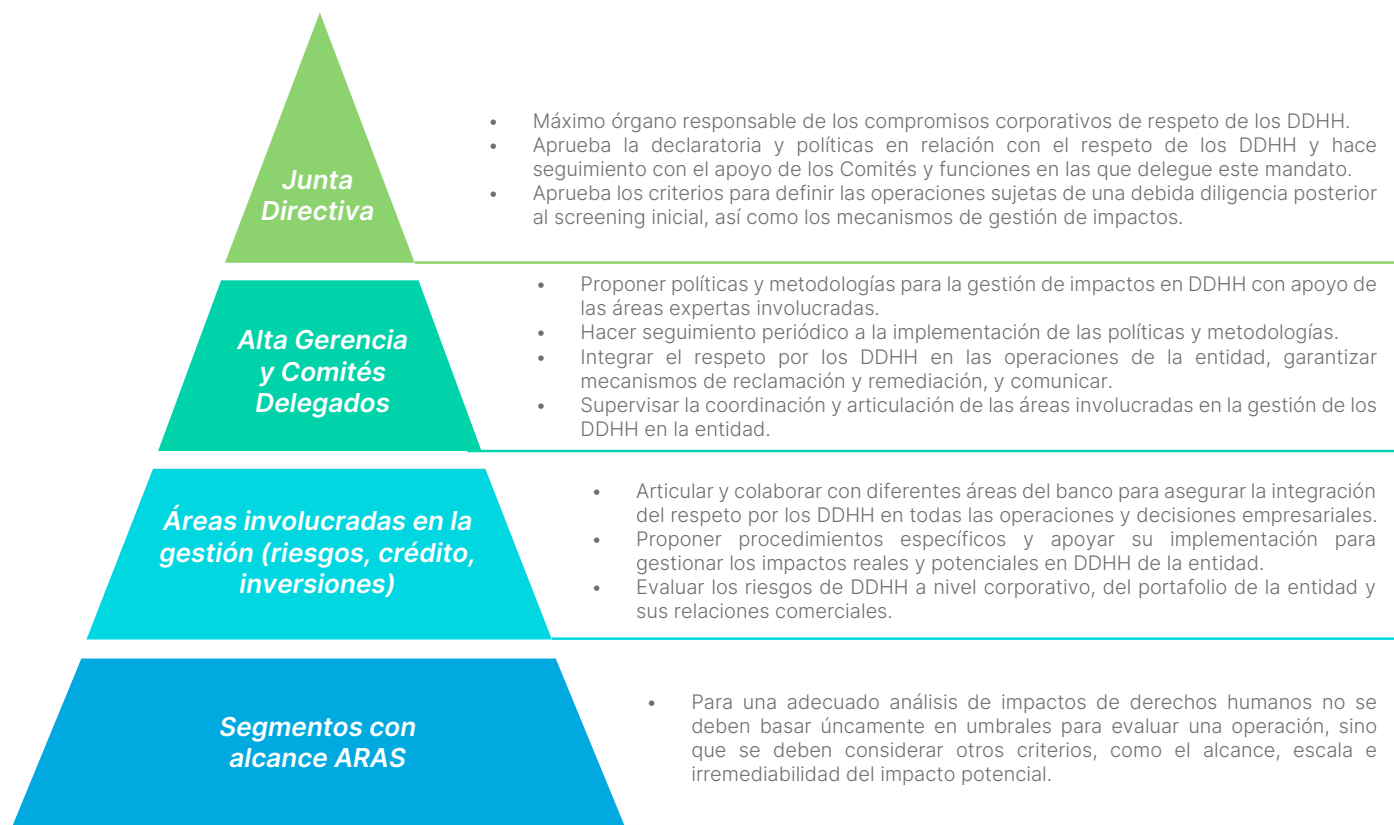 Junta
Directiva
• Máximo órgano responsable de los compromisos corporativos de respeto de los DDHH.
• Aprueba la declaratoria y políticas en relación con el respeto de los DDHH y hace
seguimiento con el apoyo de los Comités y funciones en las que delegue este mandato.
• Aprueba los criterios para definir las operaciones sujetas de una debida diligencia posterior
al screening inicial, así como los mecanismos de gestión de impactos.
Alta Gerencia
y Comités
Delegados
• Proponer políticas y metodologías para la gestión de impactos en DDHH con apoyo de
las áreas expertas involucradas.
• Hacer seguimiento periódico a la implementación de las políticas y metodologías.
• Integrar el respeto por los DDHH en las operaciones de la entidad, garantizar
mecanismos de reclamación y remediación, y comunicar.
• Supervisar la coordinación y articulación de las áreas involucradas en la gestión de los
DDHH en la entidad.
Áreas involucradas en la
gestión (riesgos, crédito,
inversiones)
• Articular y colaborar con diferentes áreas del banco para asegurar la integración
del respeto por los DDHH en todas las operaciones y decisiones empresariales.
• Proponer procedimientos específicos y apoyar su implementación para
gestionar los impactos reales y potenciales en DDHH de la entidad.
• Evaluar los riesgos de DDHH a nivel corporativo, del portafolio de la entidad y
sus relaciones comerciales.
Segmentos con
alcance ARAS
• Para una adecuado análisis de impactos de derechos humanos no se
deben basar úncamente en umbrales para evaluar una operación, sino
que se deben considerar otros criterios, como el alcance, escala e
irremediabilidad del impacto potencial.